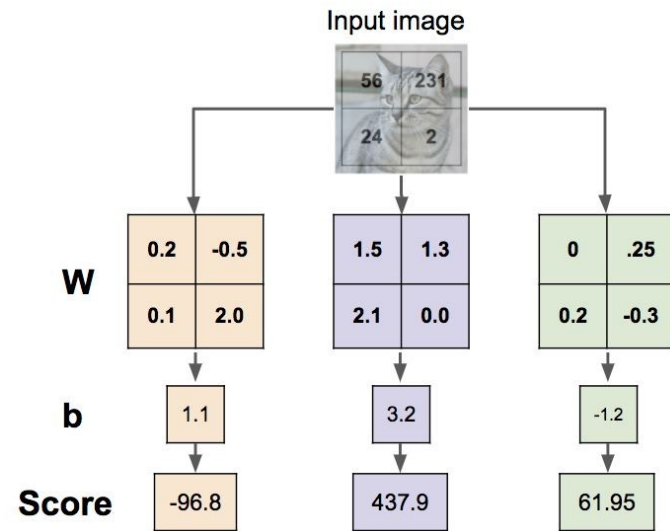 Input image
56 231
24 2
W
0.2 -0.5 1.5 1.3 0 .25
0.1 2.0 2.1 0.0 0.2 -0.3
b 1.1 3.2 -1.2
Score -96.8 437.9 61.95